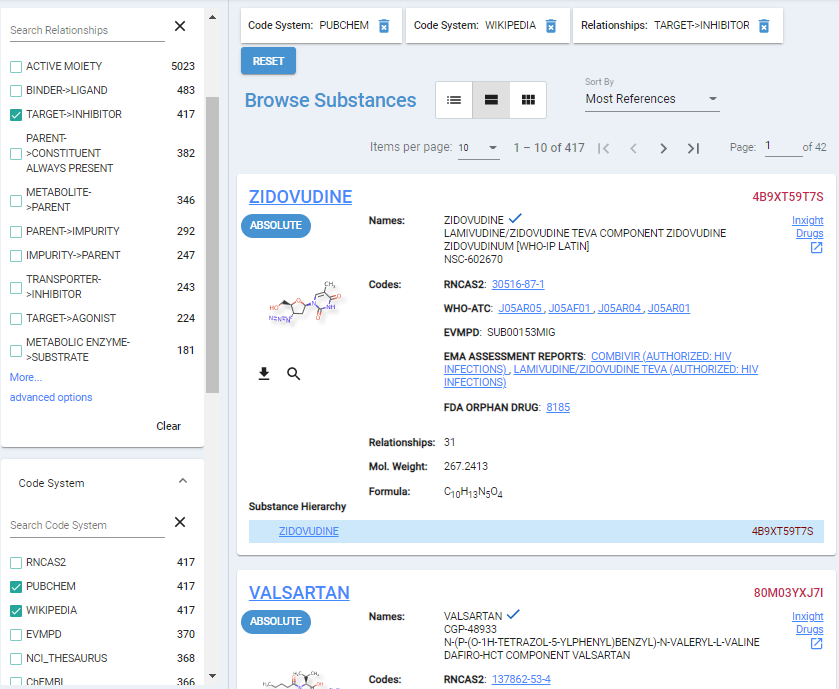 Search Relationships
ACTIVE MOIETY 5023
BINDER->LIGAND 483
TARGET->INHIBITOR 417
PARENT-
>CONSTITUENT 382
ALWAYS PRESENT
METABOLITE-
>PARENT 346
PARENT->IMPURITY 292
IMPURITY->PARENT 247
TRANSPORTER-
>INHIBITOR 243
TARGET->AGONIST 224
METABOLIC ENZYME-
>SUBSTRATE 181
More...
advanced options
Clear
Code System
Search Code System
RNCAS2 417
PUBCHEM 417
WIKIPEDIA 417
EVMPD 370
NCI_THESAURUS 368
ChEMBL 366
Code System: PUBCHEM Code System: WIKIPEDIA Relationships: TARGET->INHIBITOR
RESET
Browse Substances
Sort By
Most References
Items per page: 10 1 – 10 of 417 Page: 1 of 42
ZIDOVUDINE 4B9XT59T7S
ABSOLUTE
Names: ZIDOVUDINE
LAMIVUDINE/ZIDOVUDINE TEVA COMPONENT ZIDOVUDINE
ZIDOVUDINUM [WHO-IP LATIN]
NSC-602670
Inxight
Drugs
Codes: RNCAS2: 30516-87-1
WHO-ATC: J05AR05 , J05AF01 , J05AR04 , J05AR01
EVMPD: SUB00153MIG
EMA ASSESSMENT REPORTS: COMBIVIR (AUTHORIZED: HIV
INFECTIONS) , LAMIVUDINE/ZIDOVUDINE TEVA (AUTHORIZED: HIV
INFECTIONS)
FDA ORPHAN DRUG: 8185
Relationships: 31
Mol. Weight: 267.2413
Formula: C10H13N5O4
Substance Hierarchy
ZIDOVUDINE 4B9XT59T7S
VALSARTAN 80M03YXJ7I
ABSOLUTE
Names: VALSARTAN
CGP-48933
N-(P-(O-1H-TETRAZOL-5-YLPHENYL)BENZYL)-N-VALERYL-L-VALINE
DAFIRO-HCT COMPONENT VALSARTAN
Inxight
Drugs
Codes: RNCAS2: 137862-53-4